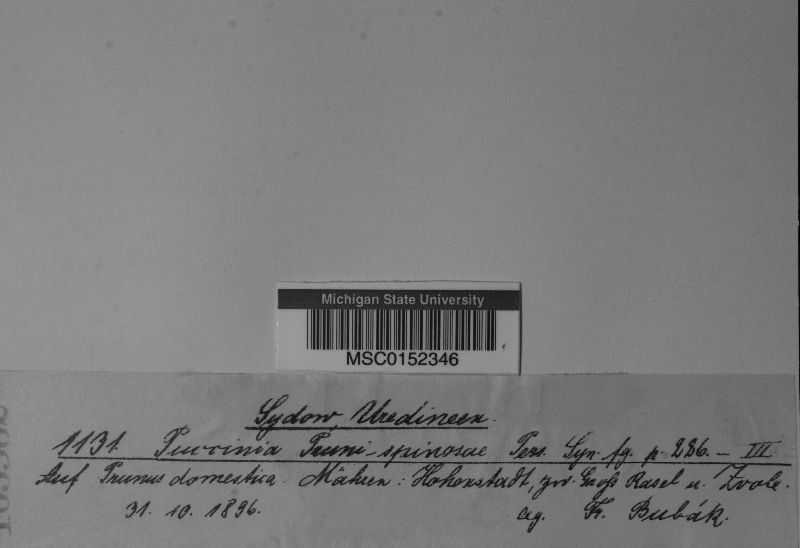 Michigan State University
MSC0152346
Sydow, Uredineen.
1131. Puccinia Pruni-spinosae Pers. Syn. fg. p. 226. – III.
Auf Prunus domestica. Mähren: Hohenstadt, zw. Groß Rasel u. Zvole.
31. 10. 1896.
leg. Fr. Bubák.